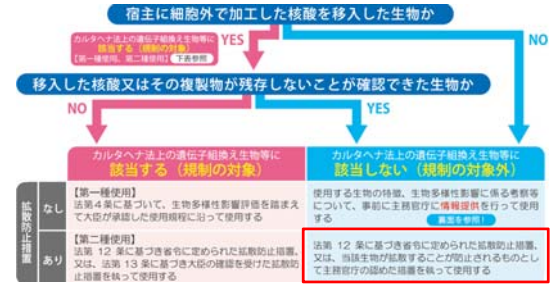 宿主に細胞外で加工した核酸を移入した生物か
カルタヘナ法上の遺伝子組換え生物等に
該当する（規制の対象）
【第一種使用、第二種使用】 下表参照
YES
NO
移入した核酸又はその複製物が残存しないことが確認できた生物か
NO
YES
カルタヘナ法上の遺伝子組換え生物等に
該当する（規制の対象）
カルタヘナ法上の遺伝子組換え生物等に
該当しない（規制の対象外）
拡散防止措置
なし
【第一種使用】
法第４条に基づいて、生物多様性影響評価を踏まえ
て大臣が承認した使用規程に沿って使用する
使用する生物の特徴、生物多様性影響に係る考察等
について、事前に主務官庁に情報提供を行って使用
する
裏面を参照！
あり
【第二種使用】
法第 12 条に基づき省令に定められた拡散防止措置、
又は、法第 13 条に基づき大臣の確認を受けた拡散防
止措置を執って使用する
法第 12 条に基づき省令に定められた拡散防止措置、
又は、当該生物が拡散することが防止されるものとし
て主務官庁の認めた措置を執って使用する